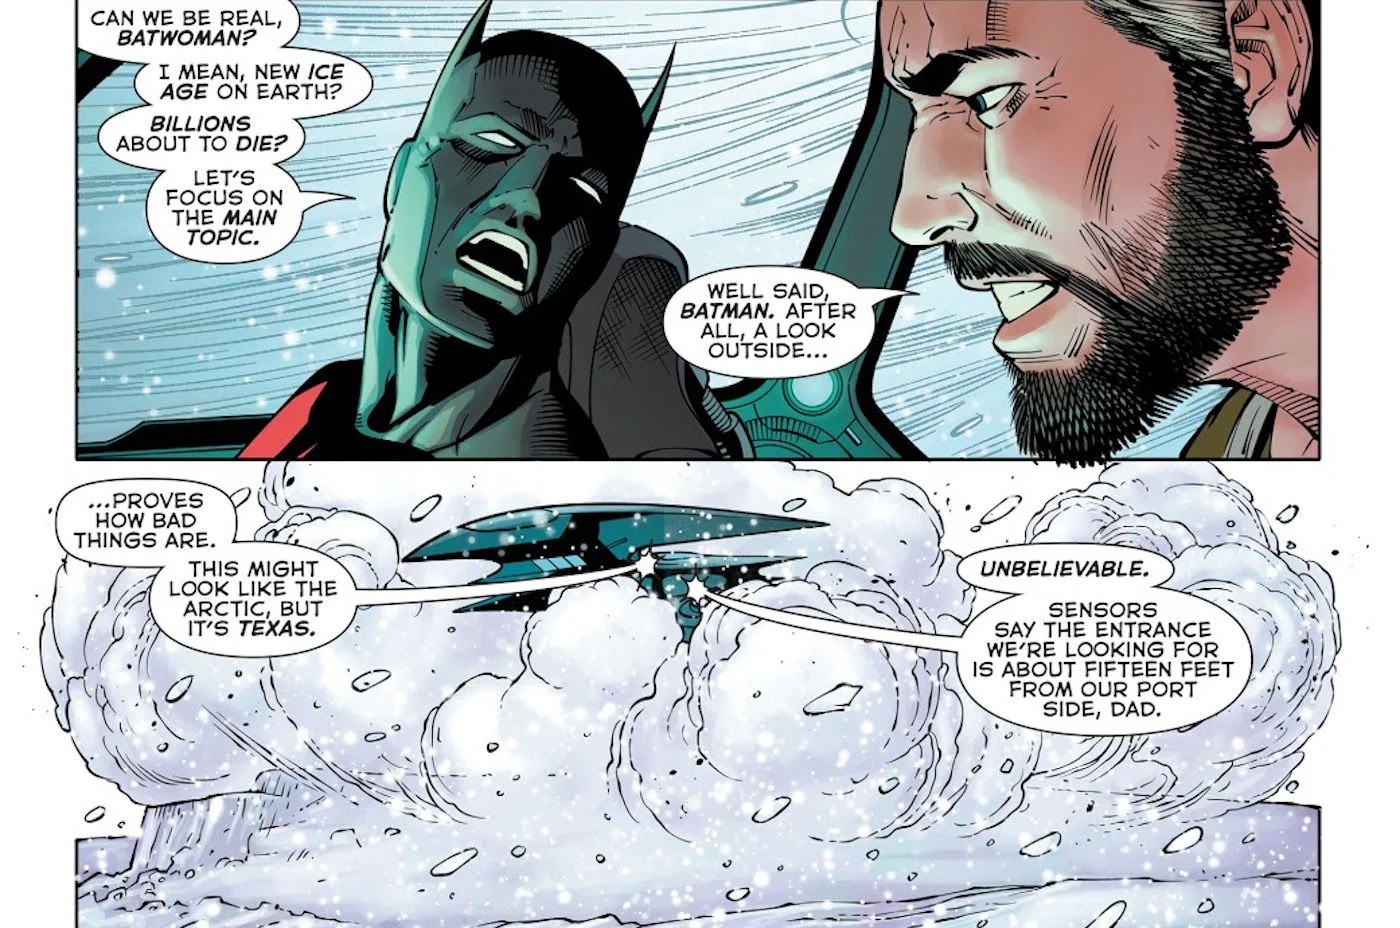 CAN WE BE REAL,
BATWOMAN?
I MEAN, NEW ICE
AGE ON EARTH?
BILLIONS
ABOUT TO DIE?
LET'S
FOCUS ON
THE MAIN
TOPIC.
WELL SAID,
BATMAN. AFTER
ALL, A LOOK
OUTSIDE...
...PROVES
HOW BAD
THINGS ARE.
THIS MIGHT
LOOK LIKE THE
ARCTIC, BUT
IT'S TEXAS.
UNBELIEVABLE.
SENSORS
SAY THE ENTRANCE
WE'RE LOOKING FOR
IS ABOUT FIFTEEN FEET
FROM OUR PORT
SIDE, DAD.